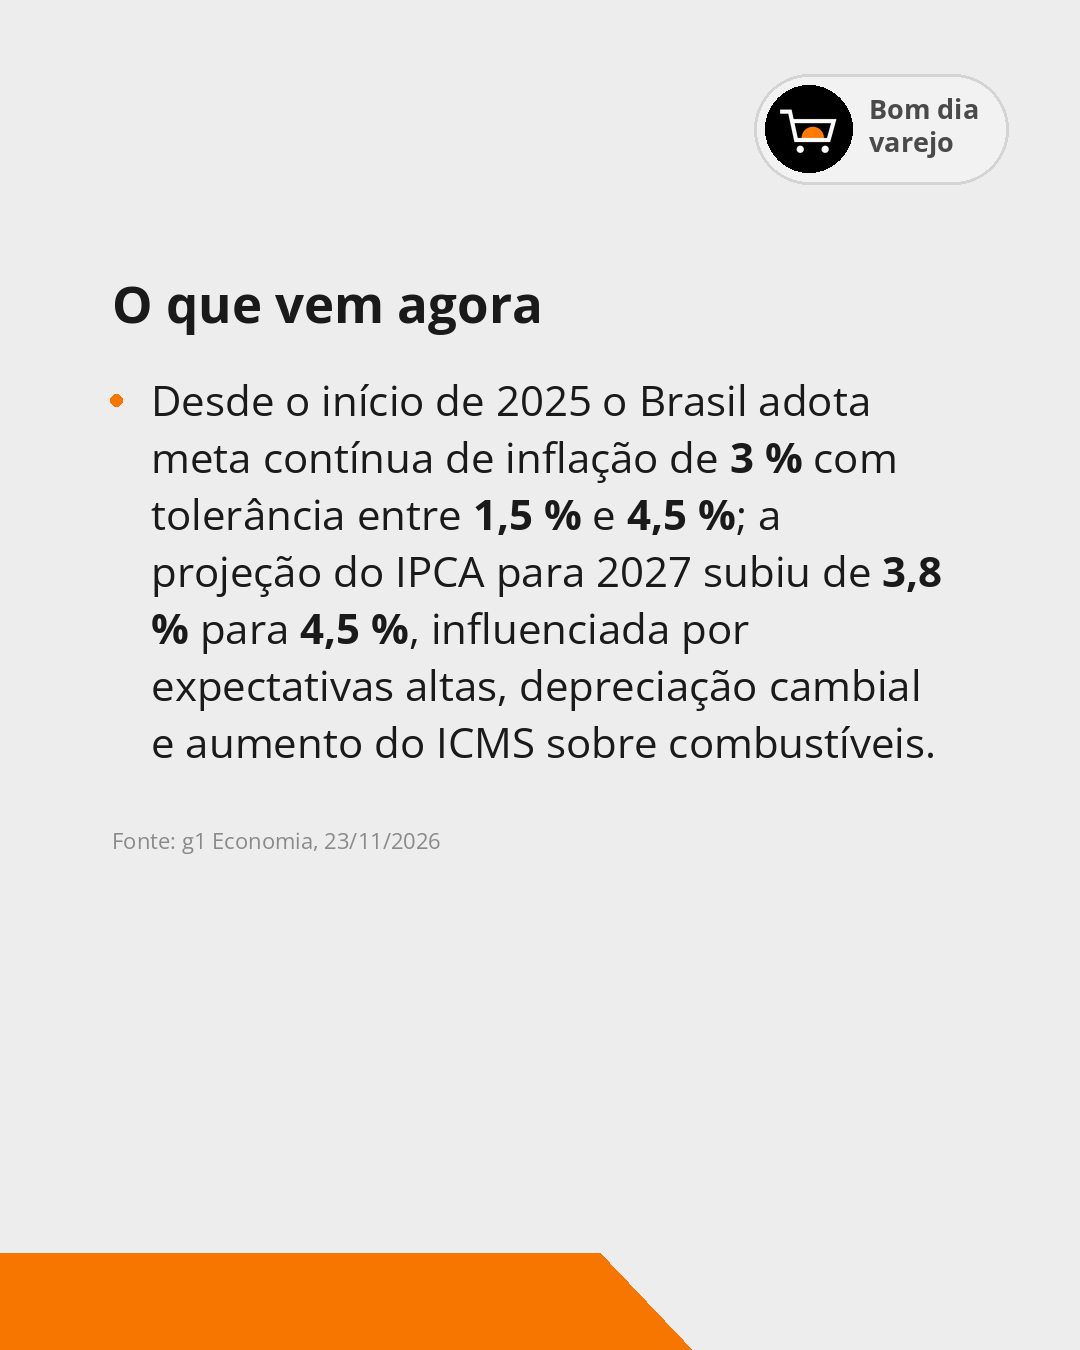 Bom dia
varejo
O que vem agora
Desde o início de 2025 o Brasil adota
meta contínua de inflação de 3 % com
tolerância entre 1,5 % e 4,5 %; a
projeção do IPCA para 2027 subiu de 3,8
% para 4,5 %, influenciada por
expectativas altas, depreciação cambial
e aumento do ICMS sobre combustíveis.
Fonte: g1 Economia, 23/11/2026